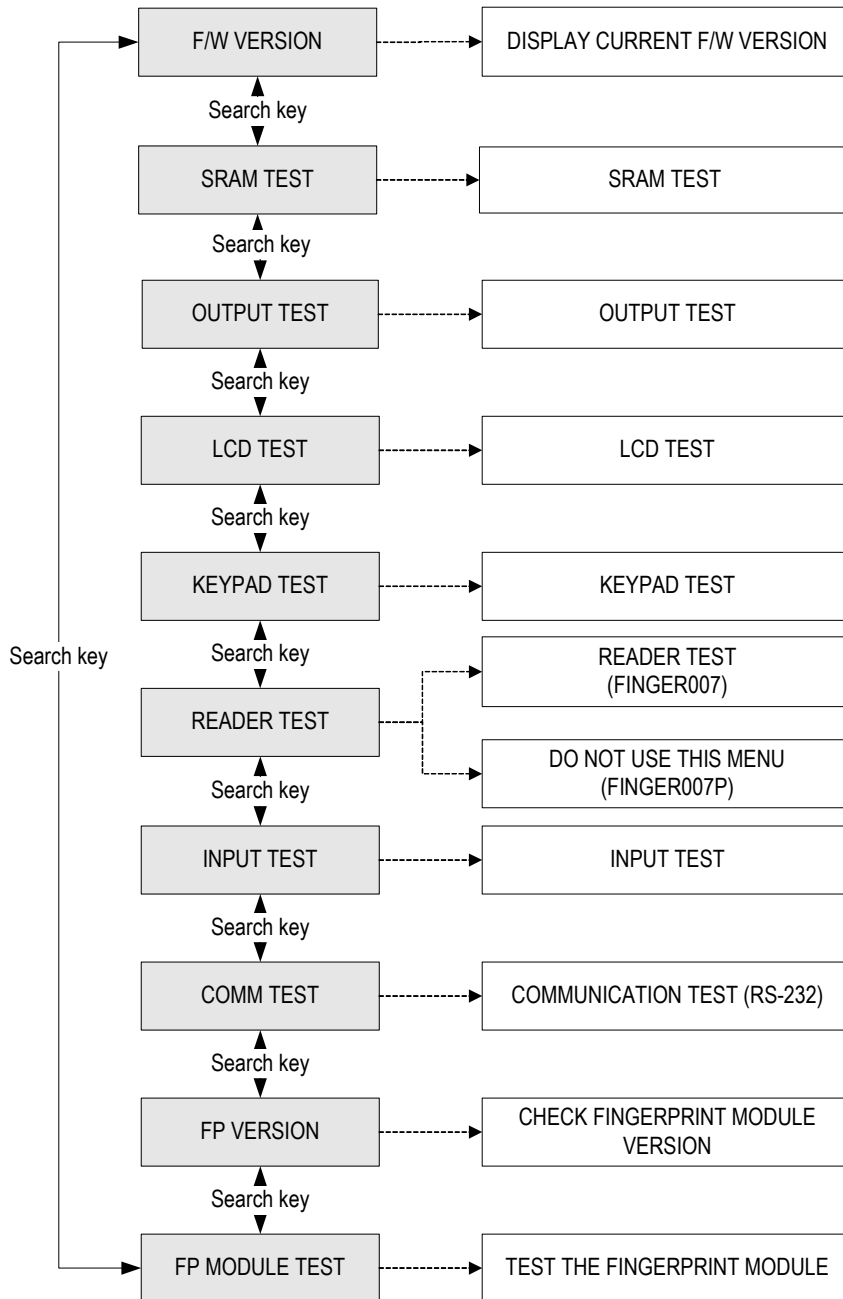 F/W VERSION
DISPLAY CURRENT F/W VERSION
Search key
SRAM TEST
SRAM TEST
Search key
OUTPUT TEST
OUTPUT TEST
Search key
LCD TEST
LCD TEST
Search key
KEYPAD TEST
KEYPAD TEST
Search key
Search key
READER TEST
READER TEST
(FINGER007)
DO NOT USE THIS MENU
(FINGER007P)
Search key
INPUT TEST
INPUT TEST
Search key
COMM TEST
COMMUNICATION TEST (RS-232)
Search key
FP VERSION
CHECK FINGERPRINT MODULE
VERSION
Search key
FP MODULE TEST
TEST THE FINGERPRINT MODULE